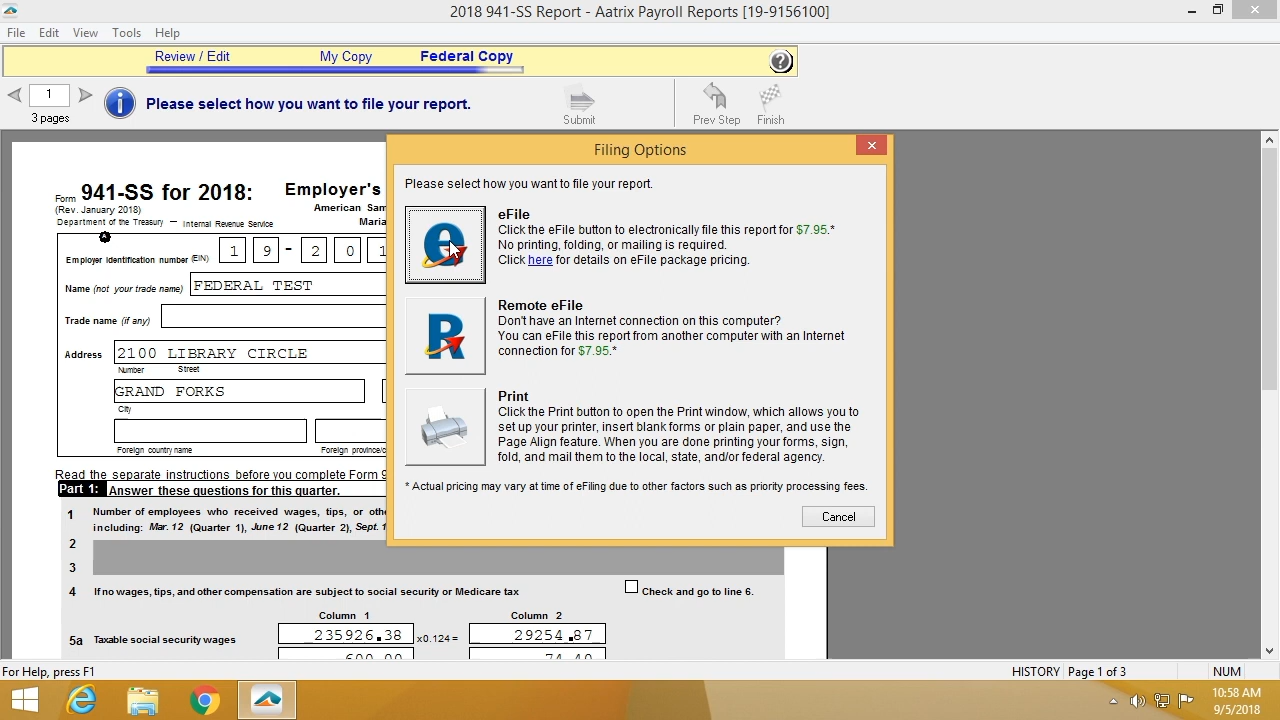 2018 941-SS Report - Aatrix Payroll Reports [19-9156100]
File Edit View Tools Help
Review / Edit My Copy Federal Copy
1
3 pages
Please select how you want to file your report.
Submit
Prev Step
Finish
Form 941-SS for 2018: Employer's
(Rev. January 2018) American Sam
Department of the Treasury — Internal Revenue Service Maria
Employer identification number (EIN) 1 9 - 2 0 1
Name (not your trade name) FEDERAL TEST
Trade name (if any)
Address 2100 LIBRARY CIRCLE
Number Street
GRAND FORKS
City
Foreign country name Foreign province/c
Read the separate instructions before you complete Form 9
Part 1: Answer these questions for this quarter.
1 Number of employees who received wages, tips, or othe
including: Mar. 12 (Quarter 1), June 12 (Quarter 2), Sept. 1
2
3
4 If no wages, tips, and other compensation are subject to social security or Medicare tax Check and go to line 6.
Column 1 Column 2
5a Taxable social security wages 235926.38 x0.124 = 29254.87
600.00 74.40
Filing Options
Please select how you want to file your report.
eFile
Click the eFile button to electronically file this report for $7.95.*
No printing, folding, or mailing is required.
Click here for details on eFile package pricing.
Remote eFile
Don't have an Internet connection on this computer?
You can eFile this report from another computer with an Internet
connection for $7.95.*
Print
Click the Print button to open the Print window, which allows you to
set up your printer, insert blank forms or plain paper, and use the
Page Align feature. When you are done printing your forms, sign,
fold, and mail them to the local, state, and/or federal agency.
* Actual pricing may vary at time of eFiling due to other factors such as priority processing fees.
Cancel
For Help, press F1 HISTORY Page 1 of 3 NUM
10:58 AM
9/5/2018